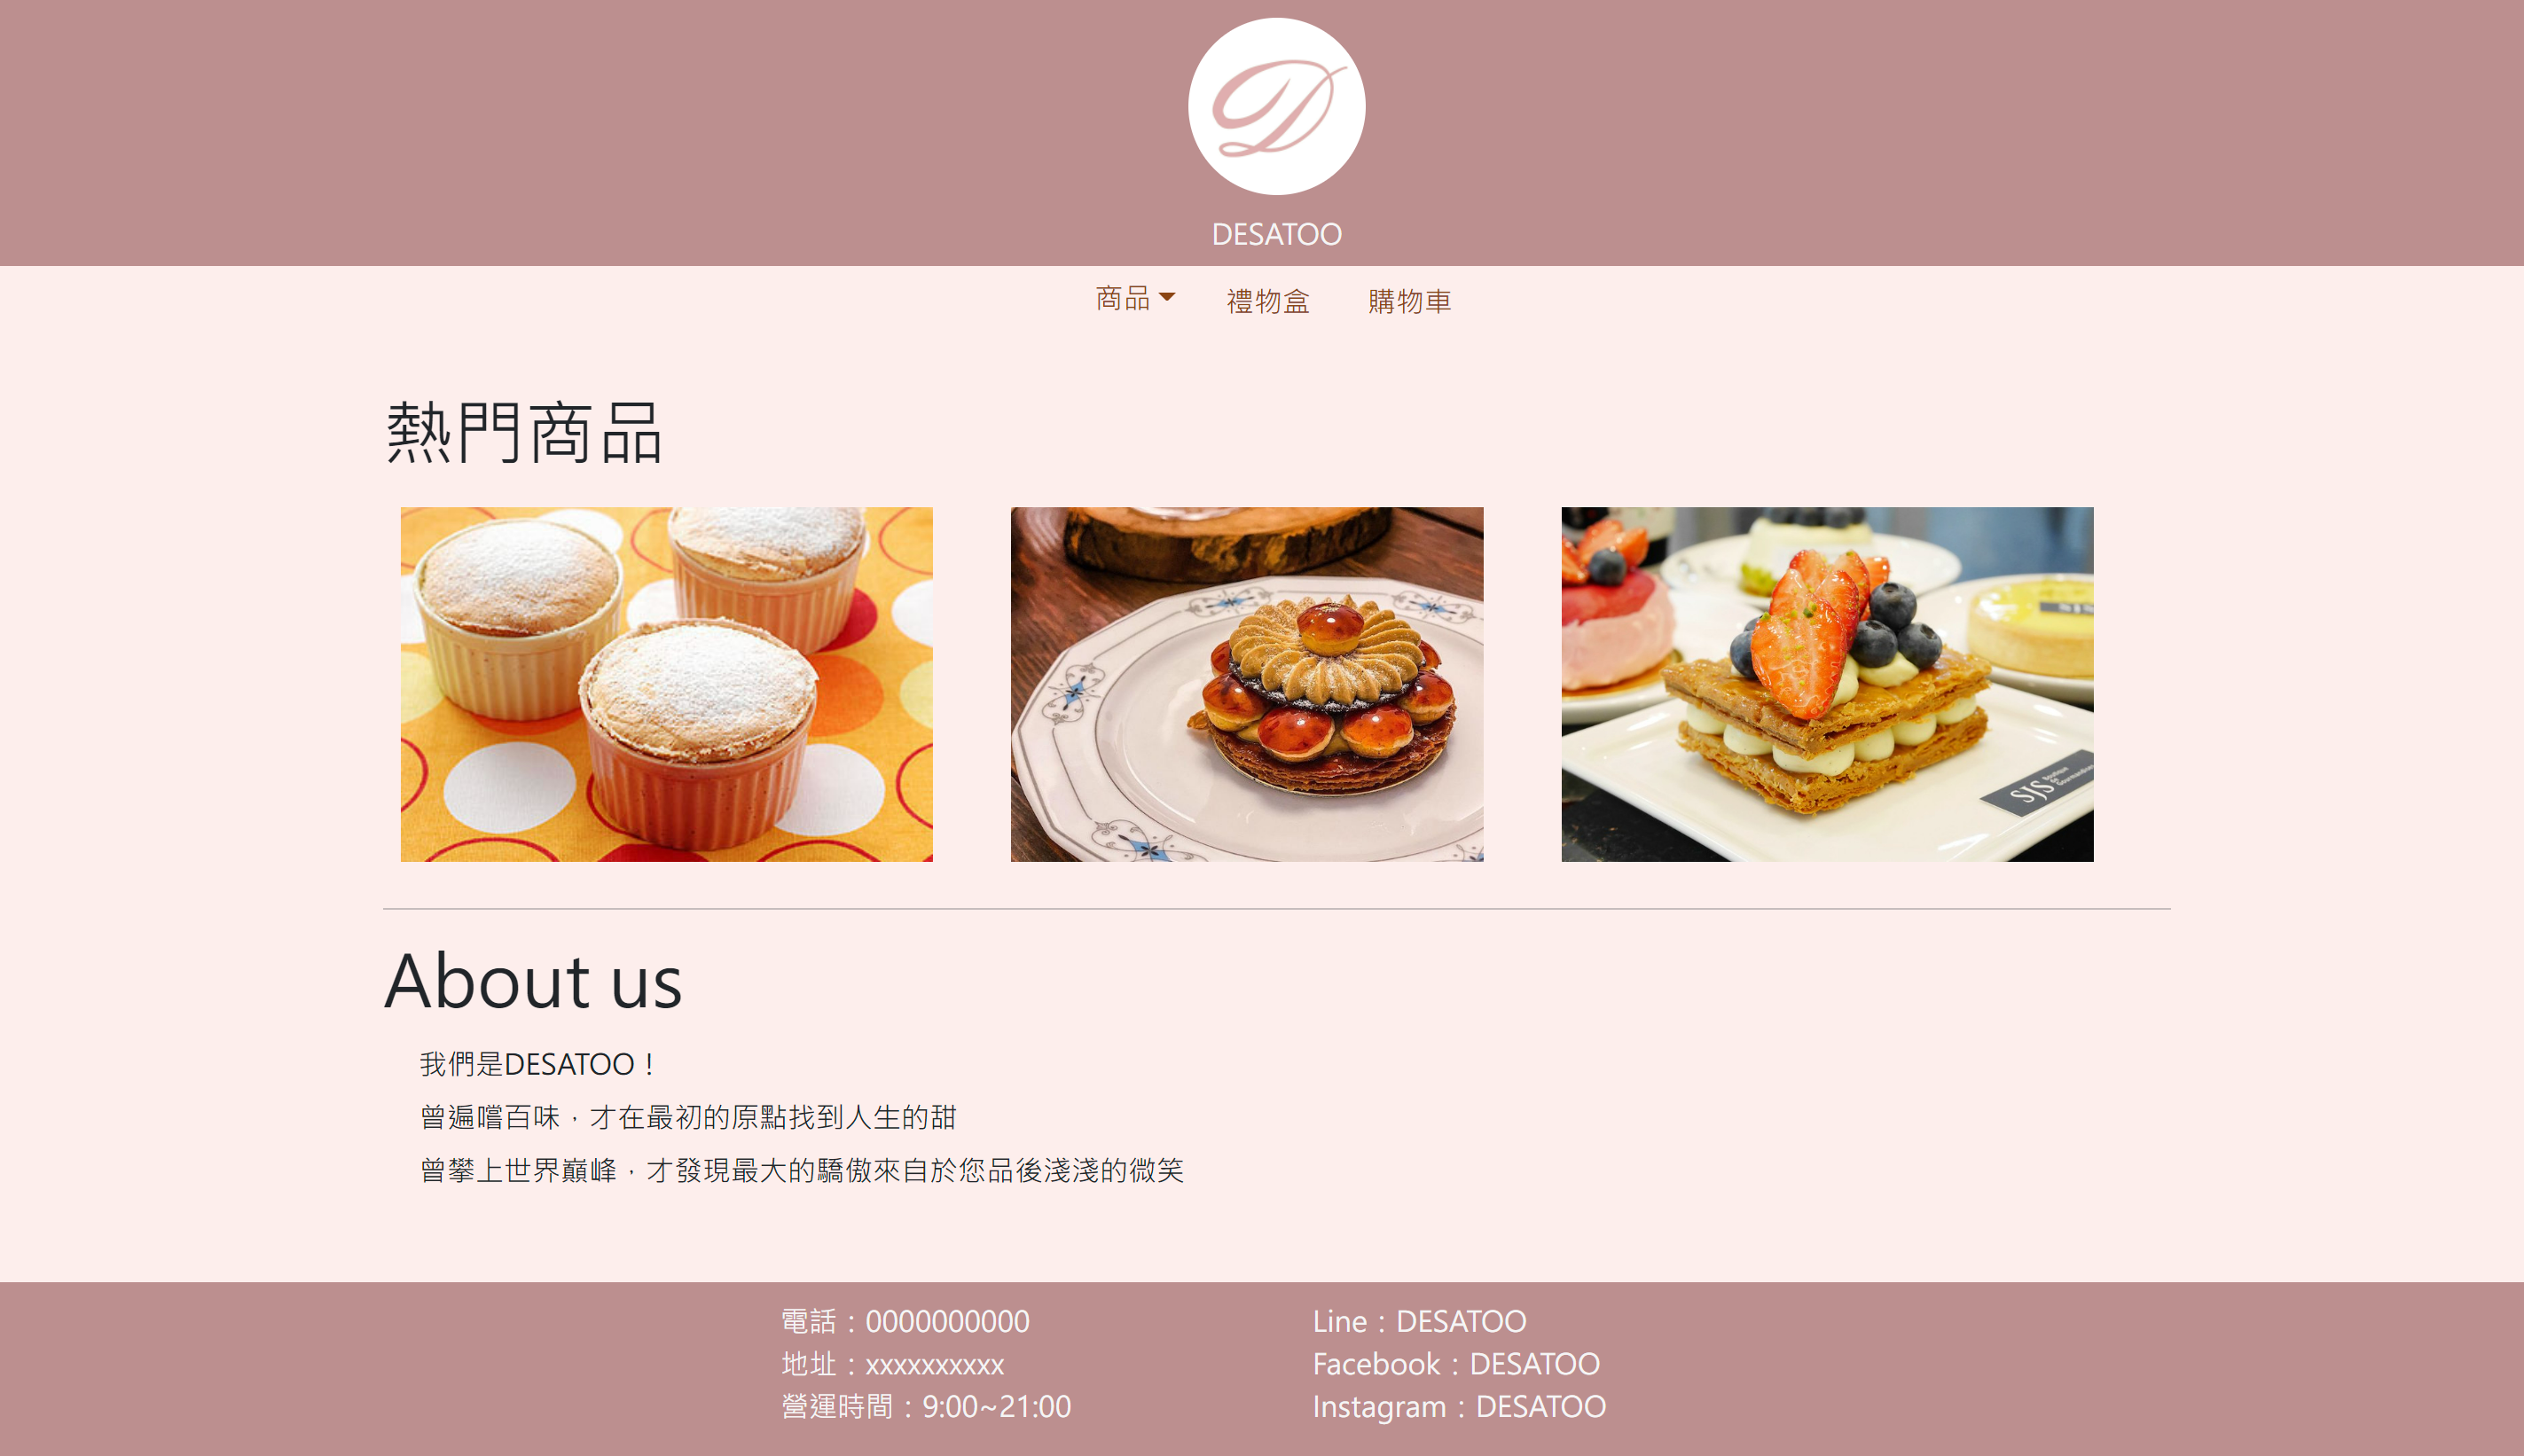 D
DESATOO
商品 禮物盒 購物車
熱門商品
SJS
About us
我們是DESATOO！
曾遍嚐百味，才在最初的原點找到人生的甜
曾攀上世界巔峰，才發現最大的驕傲來自於您品後淺淺的微笑
電話：0000000000
地址：xxxxxxxxxx
營運時間：9:00~21:00
Line：DESATOO
Facebook：DESATOO
Instagram：DESATOO